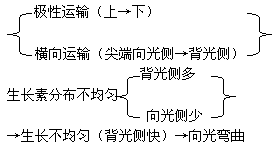 极性运输（上→下）
横向运输（尖端向光侧→背光侧）
背光侧多
生长素分布不均匀
向光侧少
→生长不均匀（背光侧快）→向光弯曲